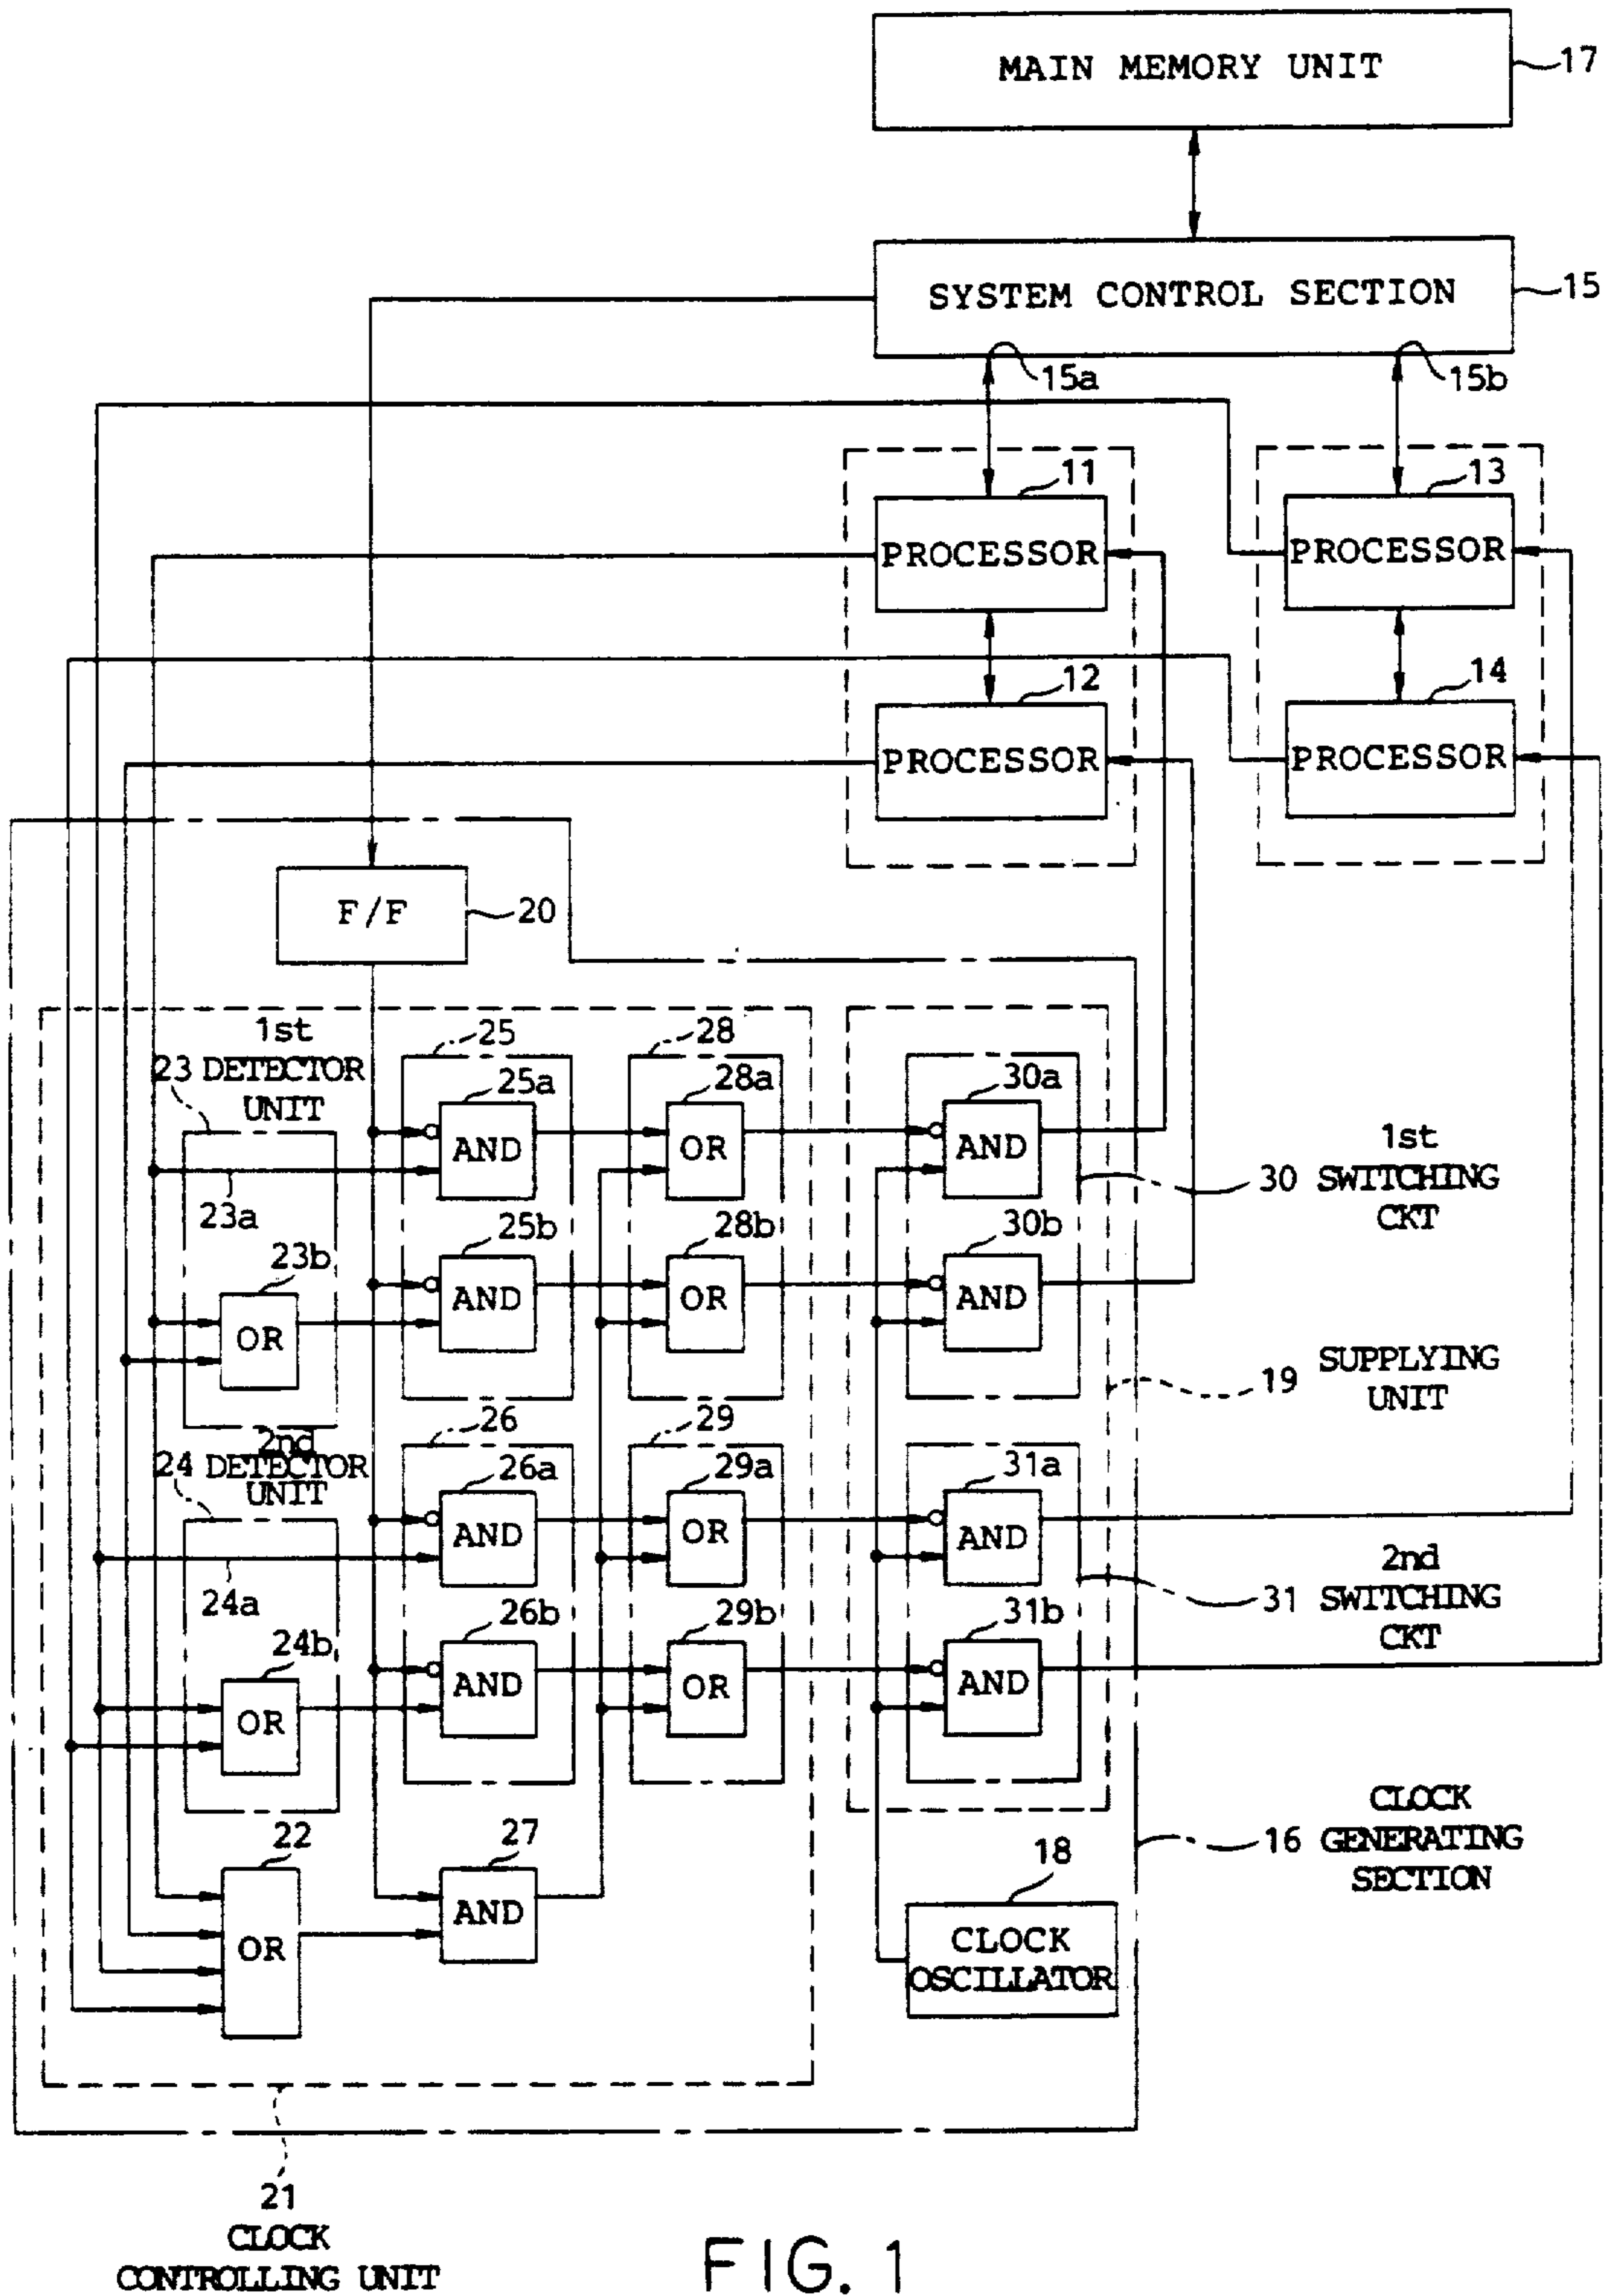 MAIN MEMORY UNIT
17
SYSTEM CONTROL SECTION
15
15a
15b
11
PROCESSOR
13
PROCESSOR
12
PROCESSOR
14
PROCESSOR
F/F
20
1st
23 DETECTOR
UNIT
25
25a
AND
28
28a
OR
30a
AND
23a
25b
AND
28b
OR
30b
AND
1st
30 SWITCHING
CKT
23b
OR
19 SUPPLYING
UNIT
2nd
24 DETECTOR
UNIT
26
26a
AND
29
29a
OR
31a
AND
24a
26b
AND
29b
OR
31b
AND
2nd
31 SWITCHING
CKT
24b
OR
22
OR
27
AND
18
CLOCK
OSCILLATOR
CLOCK
16 GENERATING
SECTION
21
CLOCK
CONTROLLING UNIT
FIG. 1